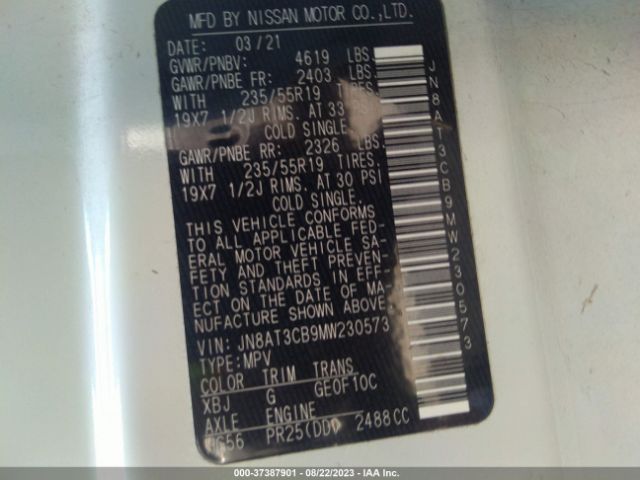 MFD BY NISSAN MOTOR CO.,LTD.
DATE: 03/21
GVWR/PNBV: 4619 LBS.
GAWR/PNBE FR: 2403 LBS.
WITH 235/55R19 TIRES.
19X7 1/2J RIMS. AT 33 PSI
COLD SINGLE.
GAWR/PNBE RR: 2326 LBS.
WITH 235/55R19 TIRES.
19X7 1/2J RIMS. AT 30 PSI
COLD SINGLE.
THIS VEHICLE CONFORMS
TO ALL APPLICABLE FED-
ERAL MOTOR VEHICLE SA-
FETY AND THEFT PREVEN-
TION STANDARDS IN EFF-
ECT ON THE DATE OF MA-
NUFACTURE SHOWN ABOVE.
VIN: JN8AT3CB9MW230573
TYPE: MPV
COLOR TRIM TRANS
XBJ G GE0F10C
AXLE ENGINE
PR25(DDD 2488CC
JN8AT3CB9MW230573
000-37387901 - 08/22/2023 - IAA Inc.